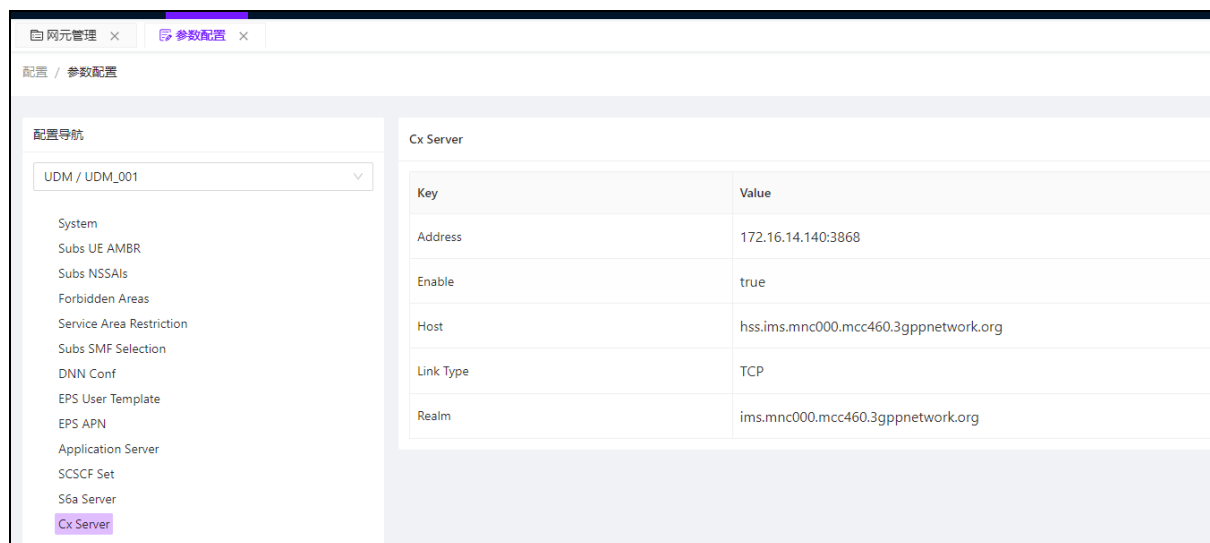 网元管理
参数配置
配置 / 参数配置
配置导航
UDM / UDM_001
System
Subs UE AMBR
Subs NSSAIs
Forbidden Areas
Service Area Restriction
Subs SMF Selection
DNN Conf
EPS User Template
EPS APN
Application Server
SCSCF Set
S6a Server
Cx Server
Cx Server
Key Value
Address 172.16.14.140:3868
Enable true
Host hss.ims.mnc000.mcc460.3gppnetwork.org
Link Type TCP
Realm ims.mnc000.mcc460.3gppnetwork.org